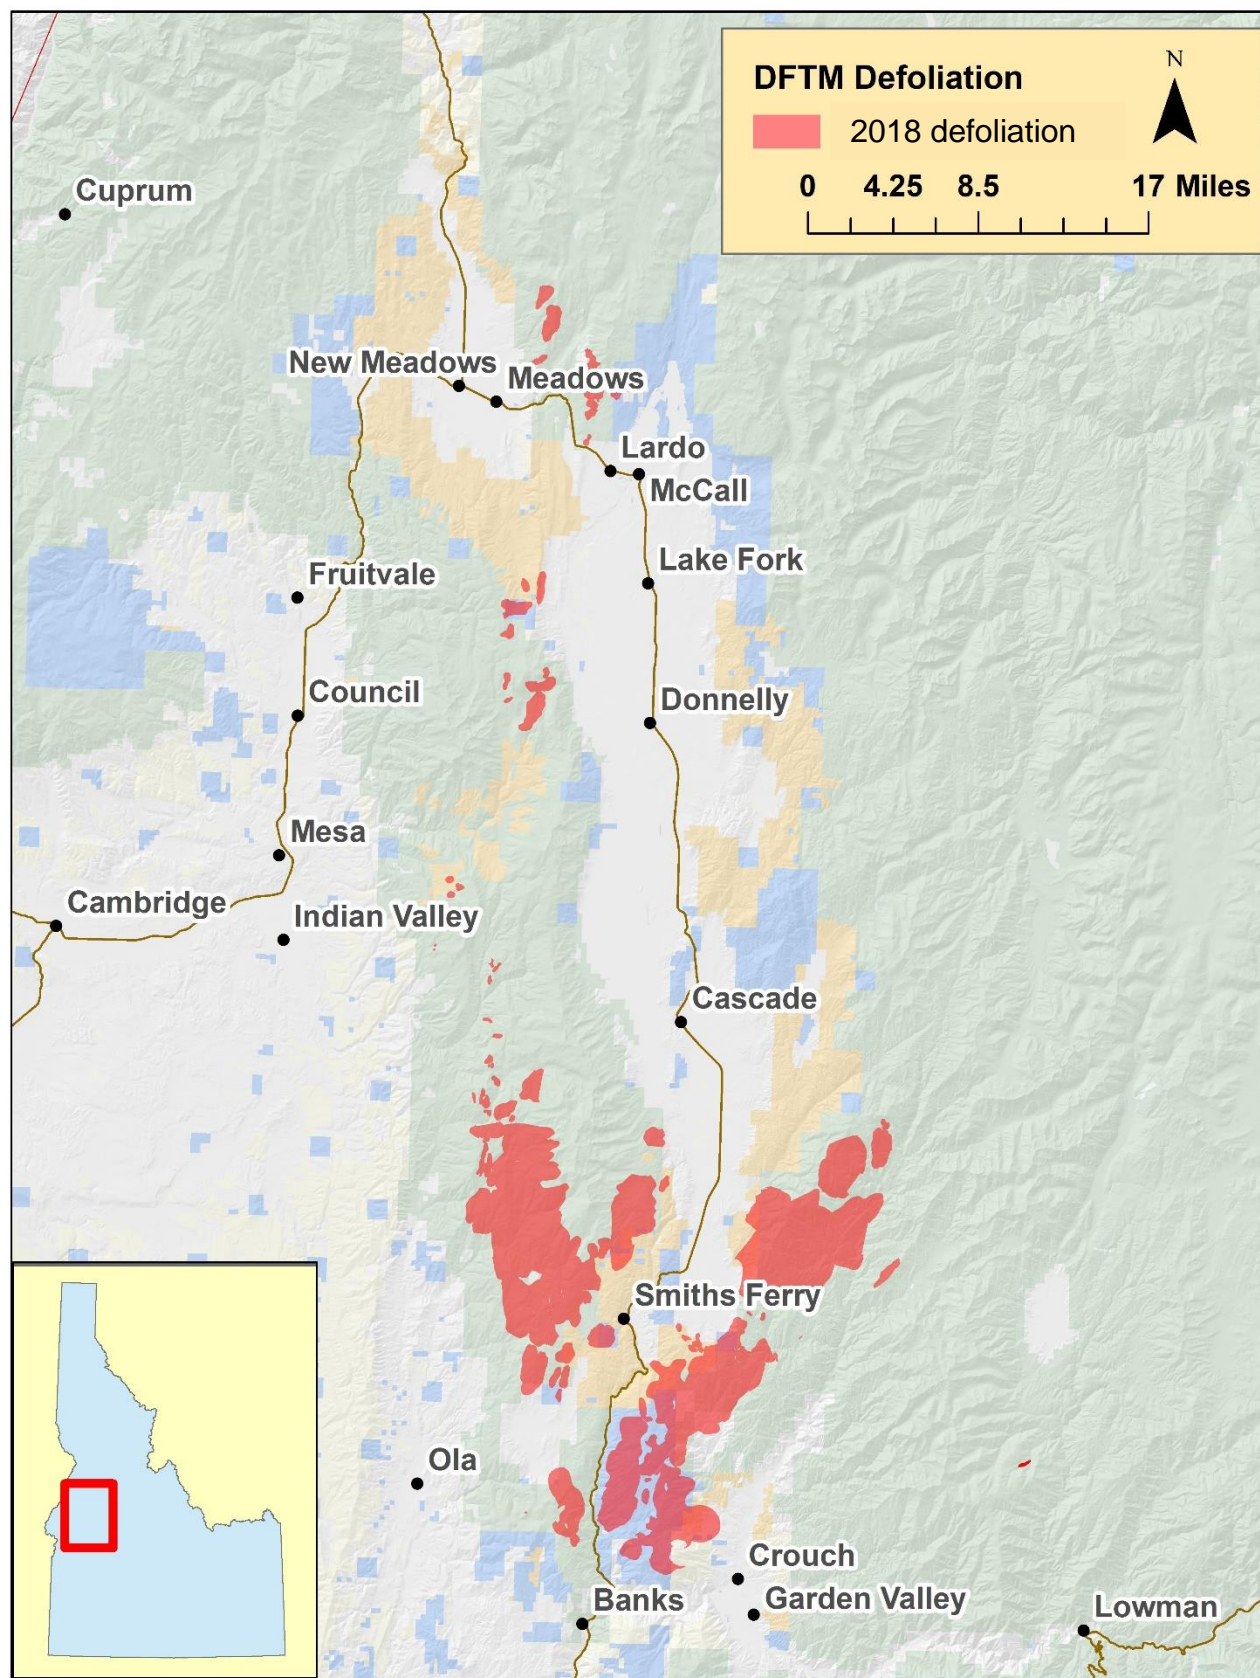 DFTM Defoliation
2018 defoliation
N
0 4.25 8.5 17 Miles
Cuprum
New Meadows
Meadows
Lardo
McCall
Lake Fork
Fruitvale
Council
Donnelly
Mesa
Cambridge
Indian Valley
Cascade
Smiths Ferry
Ola
Crouch
Garden Valley
Banks
Lowman